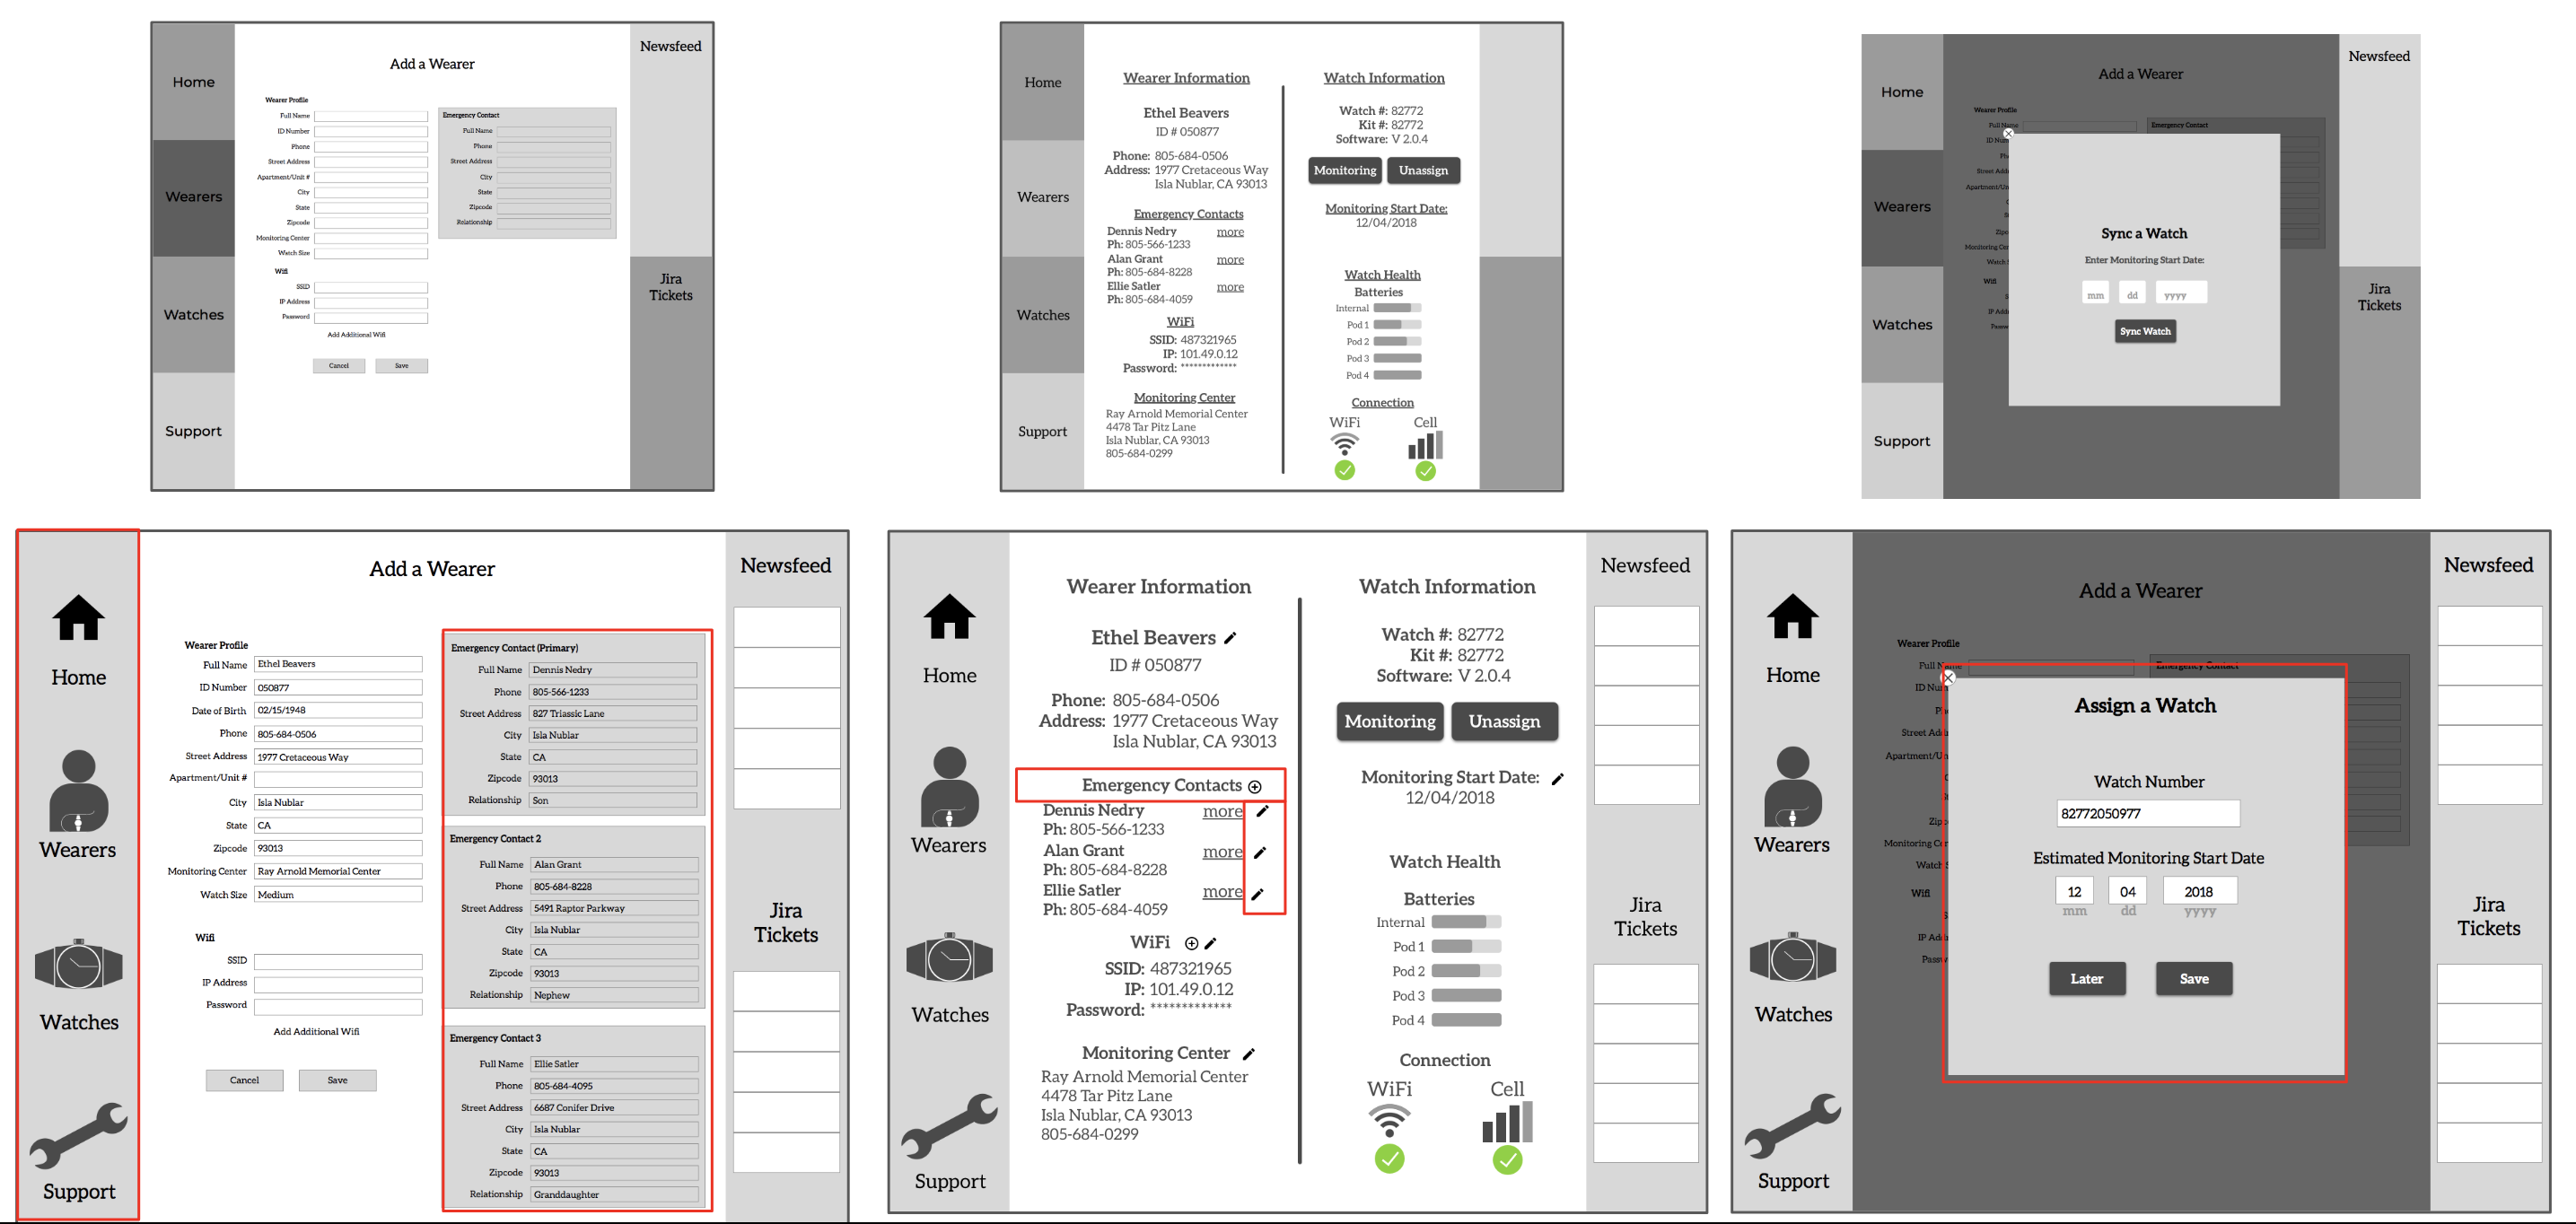 Home
Wearers
Watches
Support
Add a Wearer
Wearer Profile
Full Name
ID Number
Phone
Street Address
Apartment/Unit #
City
State
Zipcode
Monitoring Center
Watch Size
Wifi
SSID
IP Address
Password
Add Additional Wifi
Cancel Save
Emergency Contact
Full Name
Phone
Street Address
City
State
Zipcode
Relationship
Newsfeed
Jira
Tickets
Home
Wearers
Watches
Support
Wearer Information
Ethel Beavers
ID # 050877
Phone: 805-684-0506
Address: 1977 Cretaceous Way
Isla Nublar, CA 93013
Emergency Contacts
Dennis Nedry more
Ph: 805-566-1233
Alan Grant more
Ph: 805-684-8228
Ellie Satler more
Ph: 805-684-4059
WiFi
SSID: 487321965
IP: 101.49.0.12
Password: *************
Monitoring Center
Ray Arnold Memorial Center
4478 Tar Pitz Lane
Isla Nublar, CA 93013
805-684-0299
Watch Information
Watch #: 82772
Kit #: 82772
Software: V 2.0.4
Monitoring Unassign
Monitoring Start Date:
12/04/2018
Watch Health
Batteries
Internal
Pod 1
Pod 2
Pod 3
Pod 4
Connection
WiFi Cell
Home
Wearers
Watches
Support
Add a Wearer
Wearer Profile
Full Name
Emergency Contact
Wifi
Sync a Watch
Enter Monitoring Start Date:
mm dd yyyy
Sync Watch
Newsfeed
Jira
Tickets
Home
Wearers
Watches
Support
Add a Wearer
Wearer Profile
Full Name Ethel Beavers
ID Number 050877
Date of Birth 02/15/1948
Phone 805-684-0506
Street Address 1977 Cretaceous Way
Apartment/Unit #
City Isla Nublar
State CA
Zipcode 93013
Monitoring Center Ray Arnold Memorial Center
Watch Size Medium
Wifi
SSID
IP Address
Password
Add Additional Wifi
Cancel Save
Emergency Contact (Primary)
Full Name Dennis Nedry
Phone 805-566-1233
Street Address 827 Triassic Lane
City Isla Nublar
State CA
Zipcode 93013
Relationship Son
Emergency Contact 2
Full Name Alan Grant
Phone 805-684-8228
Street Address 5491 Raptor Parkway
City Isla Nublar
State CA
Zipcode 93013
Relationship Nephew
Emergency Contact 3
Full Name Ellie Satler
Phone 805-684-4095
Street Address 6687 Conifer Drive
City Isla Nublar
State CA
Zipcode 93013
Relationship Granddaughter
Newsfeed
Jira
Tickets
Home
Wearers
Watches
Support
Wearer Information
Ethel Beavers
ID # 050877
Phone: 805-684-0506
Address: 1977 Cretaceous Way
Isla Nublar, CA 93013
Emergency Contacts
Dennis Nedry more
Ph: 805-566-1233
Alan Grant more
Ph: 805-684-8228
Ellie Satler more
Ph: 805-684-4059
WiFi
SSID: 487321965
IP: 101.49.0.12
Password: *************
Monitoring Center
Ray Arnold Memorial Center
4478 Tar Pitz Lane
Isla Nublar, CA 93013
805-684-0299
Watch Information
Watch #: 82772
Kit #: 82772
Software: V 2.0.4
Monitoring Unassign
Monitoring Start Date:
12/04/2018
Watch Health
Batteries
Internal
Pod 1
Pod 2
Pod 3
Pod 4
Connection
WiFi Cell
Newsfeed
Jira
Tickets
Home
Wearers
Watches
Support
Add a Wearer
Wearer Profile
Full Name
Emergency Contact
Wifi
Assign a Watch
Watch Number
82772050977
Estimated Monitoring Start Date
12 04 2018
mm dd yyyy
Later Save
Newsfeed
Jira
Tickets